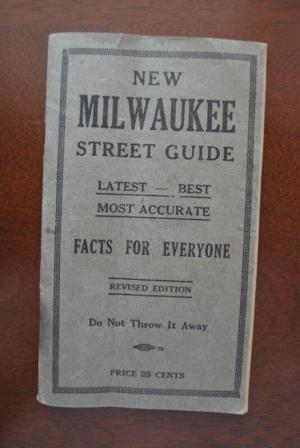 NEW
MILWAUKEE
STREET GUIDE
LATEST — BEST
MOST ACCURATE
FACTS FOR EVERYONE
REVISED EDITION
Do Not Throw It Away
PRICE 25 CENTS